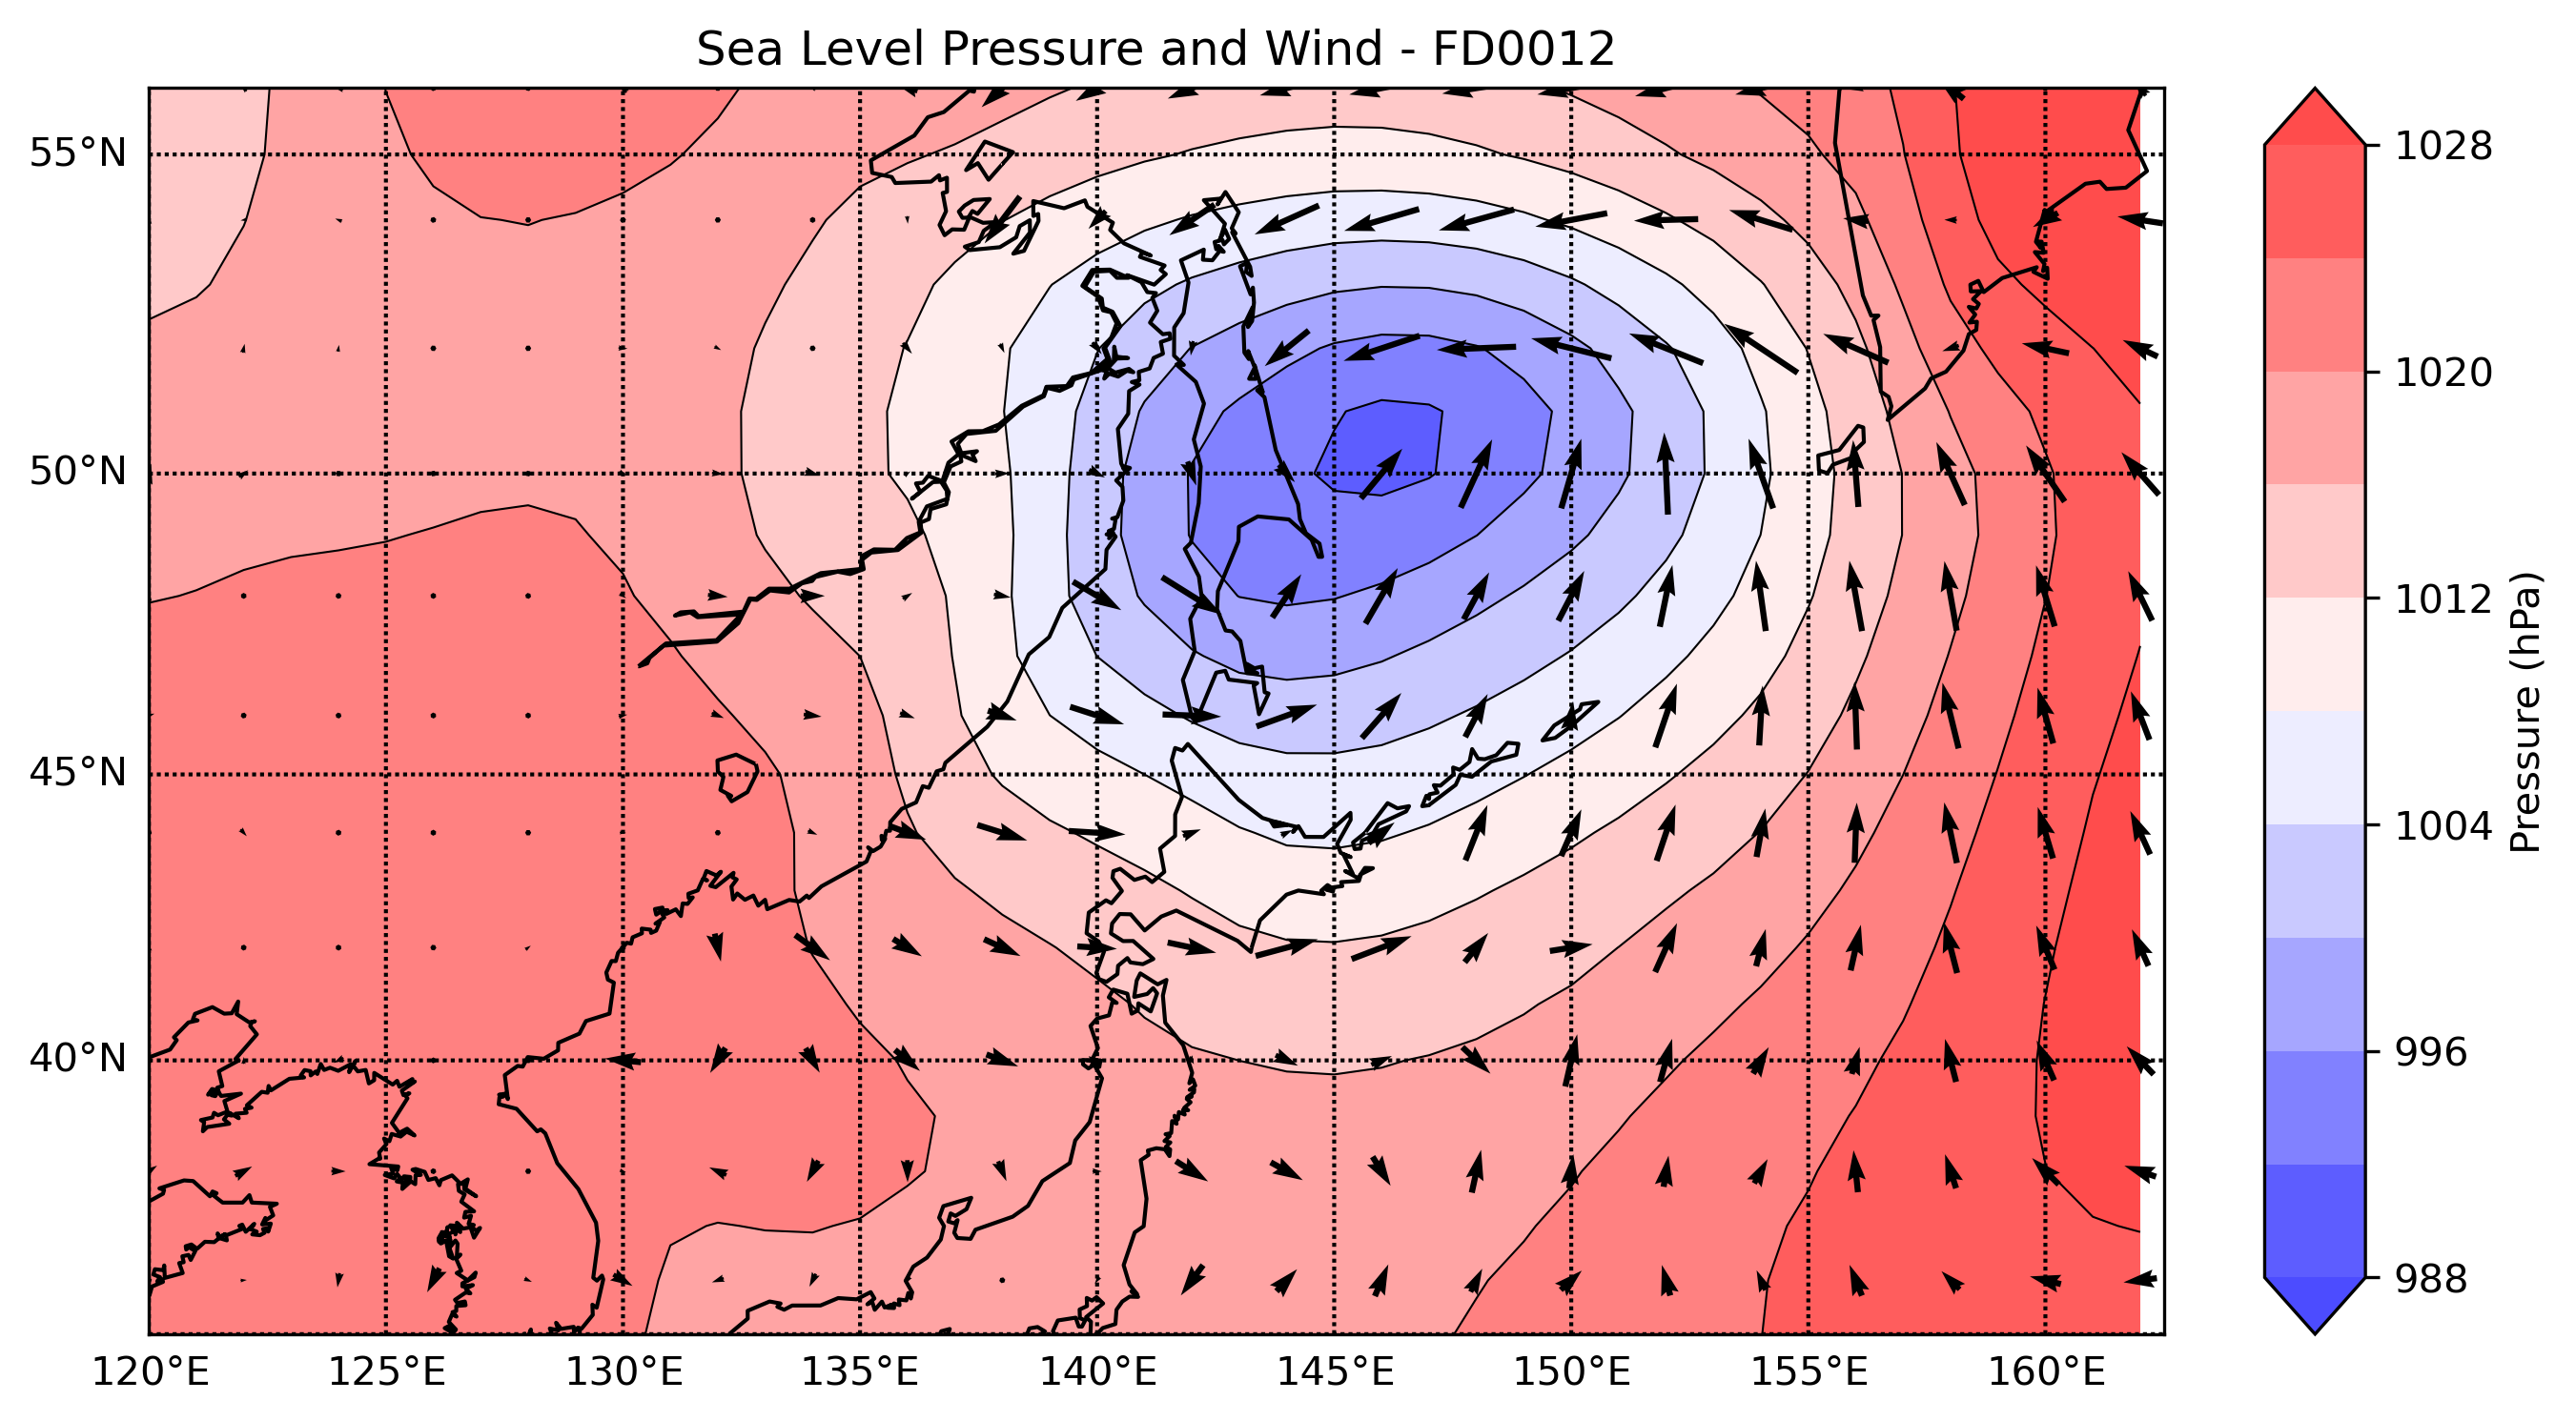 Sea Level Pressure and Wind - FD0012
55°N
50°N
45°N
40°N
120°E 125°E 130°E 135°E 140°E 145°E 150°E 155°E 160°E
1028
1020
1012
1004
996
988
Pressure (hPa)